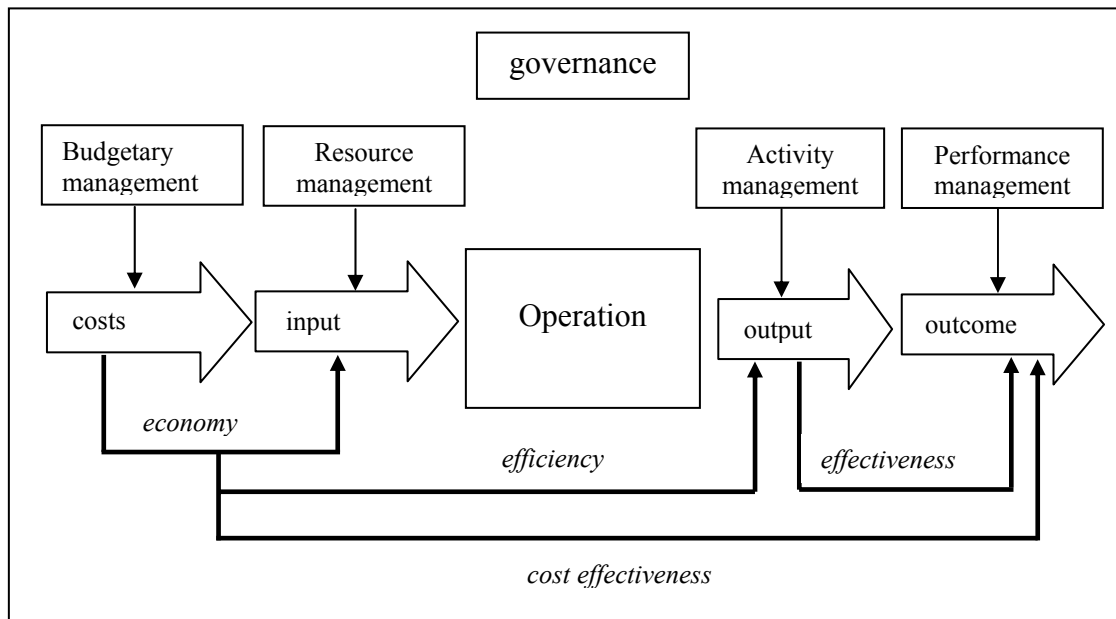 governance
Budgetary
management
Resource
management
Activity
management
Performance
management
costs
input
Operation
output
outcome
economy
efficiency
effectiveness
cost effectiveness